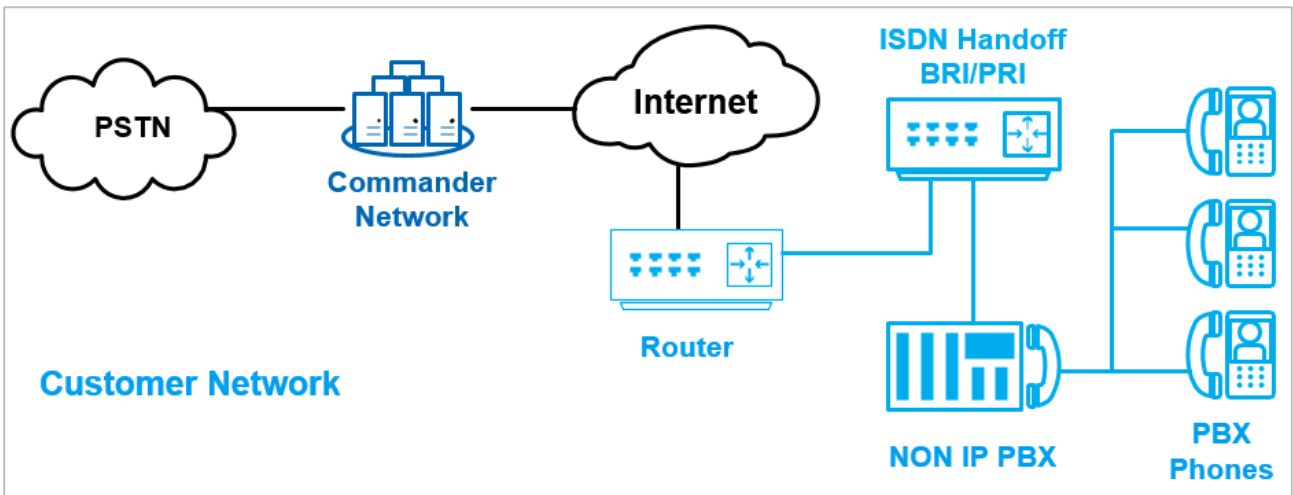 PSTN
Commander
Network
Internet
ISDN Handoff
BRI/PRI
Router
Customer Network
NON IP PBX
PBX
Phones